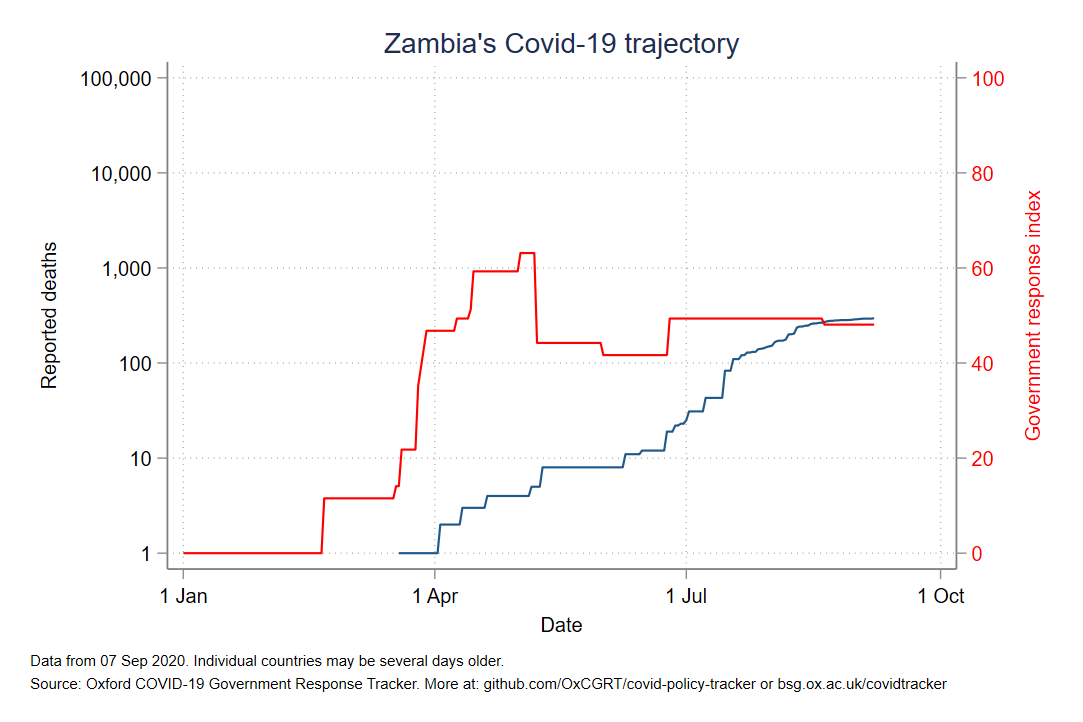 Zambia's Covid-19 trajectory
100,000
10,000
1,000
100
10
1
Reported deaths
100
80
60
40
20
0
Government response index
1 Jan
1 Apr
1 Jul
1 Oct
Date
Data from 07 Sep 2020. Individual countries may be several days older.
Source: Oxford COVID-19 Government Response Tracker. More at: github.com/OxCGRT/covid-policy-tracker or bsg.ox.ac.uk/covidtracker